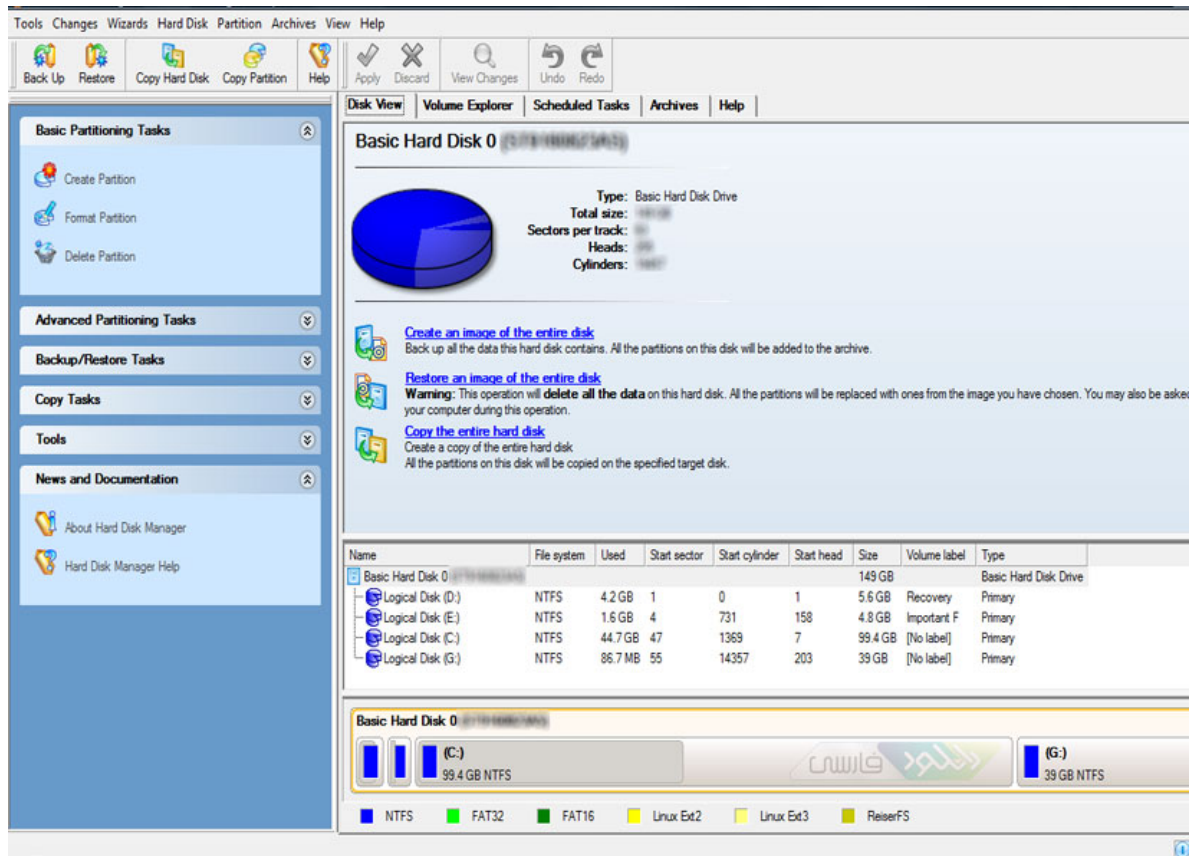 Tools Changes Wizards Hard Disk Partition Archives View Help
Back Up Restore Copy Hard Disk Copy Partition Help Apply Discard View Changes Undo Redo
Disk View Volume Explorer Scheduled Tasks Archives Help
Basic Partitioning Tasks
Create Partition
Format Partition
Delete Partition
Advanced Partitioning Tasks
Backup/Restore Tasks
Copy Tasks
Tools
News and Documentation
About Hard Disk Manager
Hard Disk Manager Help
Basic Hard Disk 0
Type: Basic Hard Disk Drive
Total size:
Sectors per track:
Heads:
Cylinders:
Create an image of the entire disk
Back up all the data this hard disk contains. All the partitions on this disk will be added to the archive.
Restore an image of the entire disk
Warning: This operation will delete all the data on this hard disk. All the partitions will be replaced with ones from the image you have chosen. You may also be asked
your computer during this operation.
Copy the entire hard disk
Create a copy of the entire hard disk
All the partitions on this disk will be copied on the specified target disk.
Name File system Used Start sector Start cylinder Start head Size Volume label Type
Basic Hard Disk 0 149 GB Basic Hard Disk Drive
Logical Disk (D:) NTFS 4.2 GB 1 0 1 5.6 GB Recovery Primary
Logical Disk (E:) NTFS 1.6 GB 4 731 158 4.8 GB Important F Primary
Logical Disk (C:) NTFS 44.7 GB 47 1369 7 99.4 GB [No label] Primary
Logical Disk (G:) NTFS 86.7 MB 55 14357 203 39 GB [No label] Primary
Basic Hard Disk 0
(C:)
99.4 GB NTFS
فارسی دانلود
(G:)
39 GB NTFS
NTFS FAT32 FAT16 Linux Ext2 Linux Ext3 ReiserFS